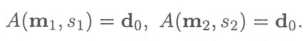 A(m₁, s₁) = d₀, A(m₂, s₂) = d₀.